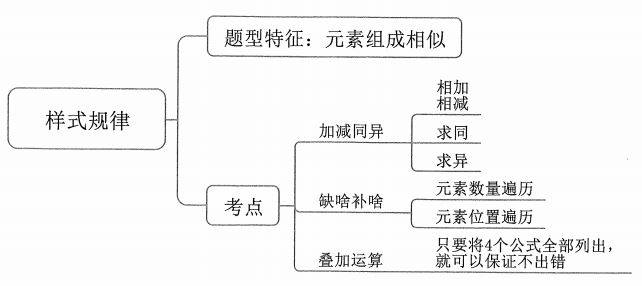 题型特征：元素组成相似
样式规律
相加
相减
加减同异
求同
求异
考点
缺啥补啥
元素数量遍历
元素位置遍历
叠加运算
只要将4个公式全部列出，
就可以保证不出错